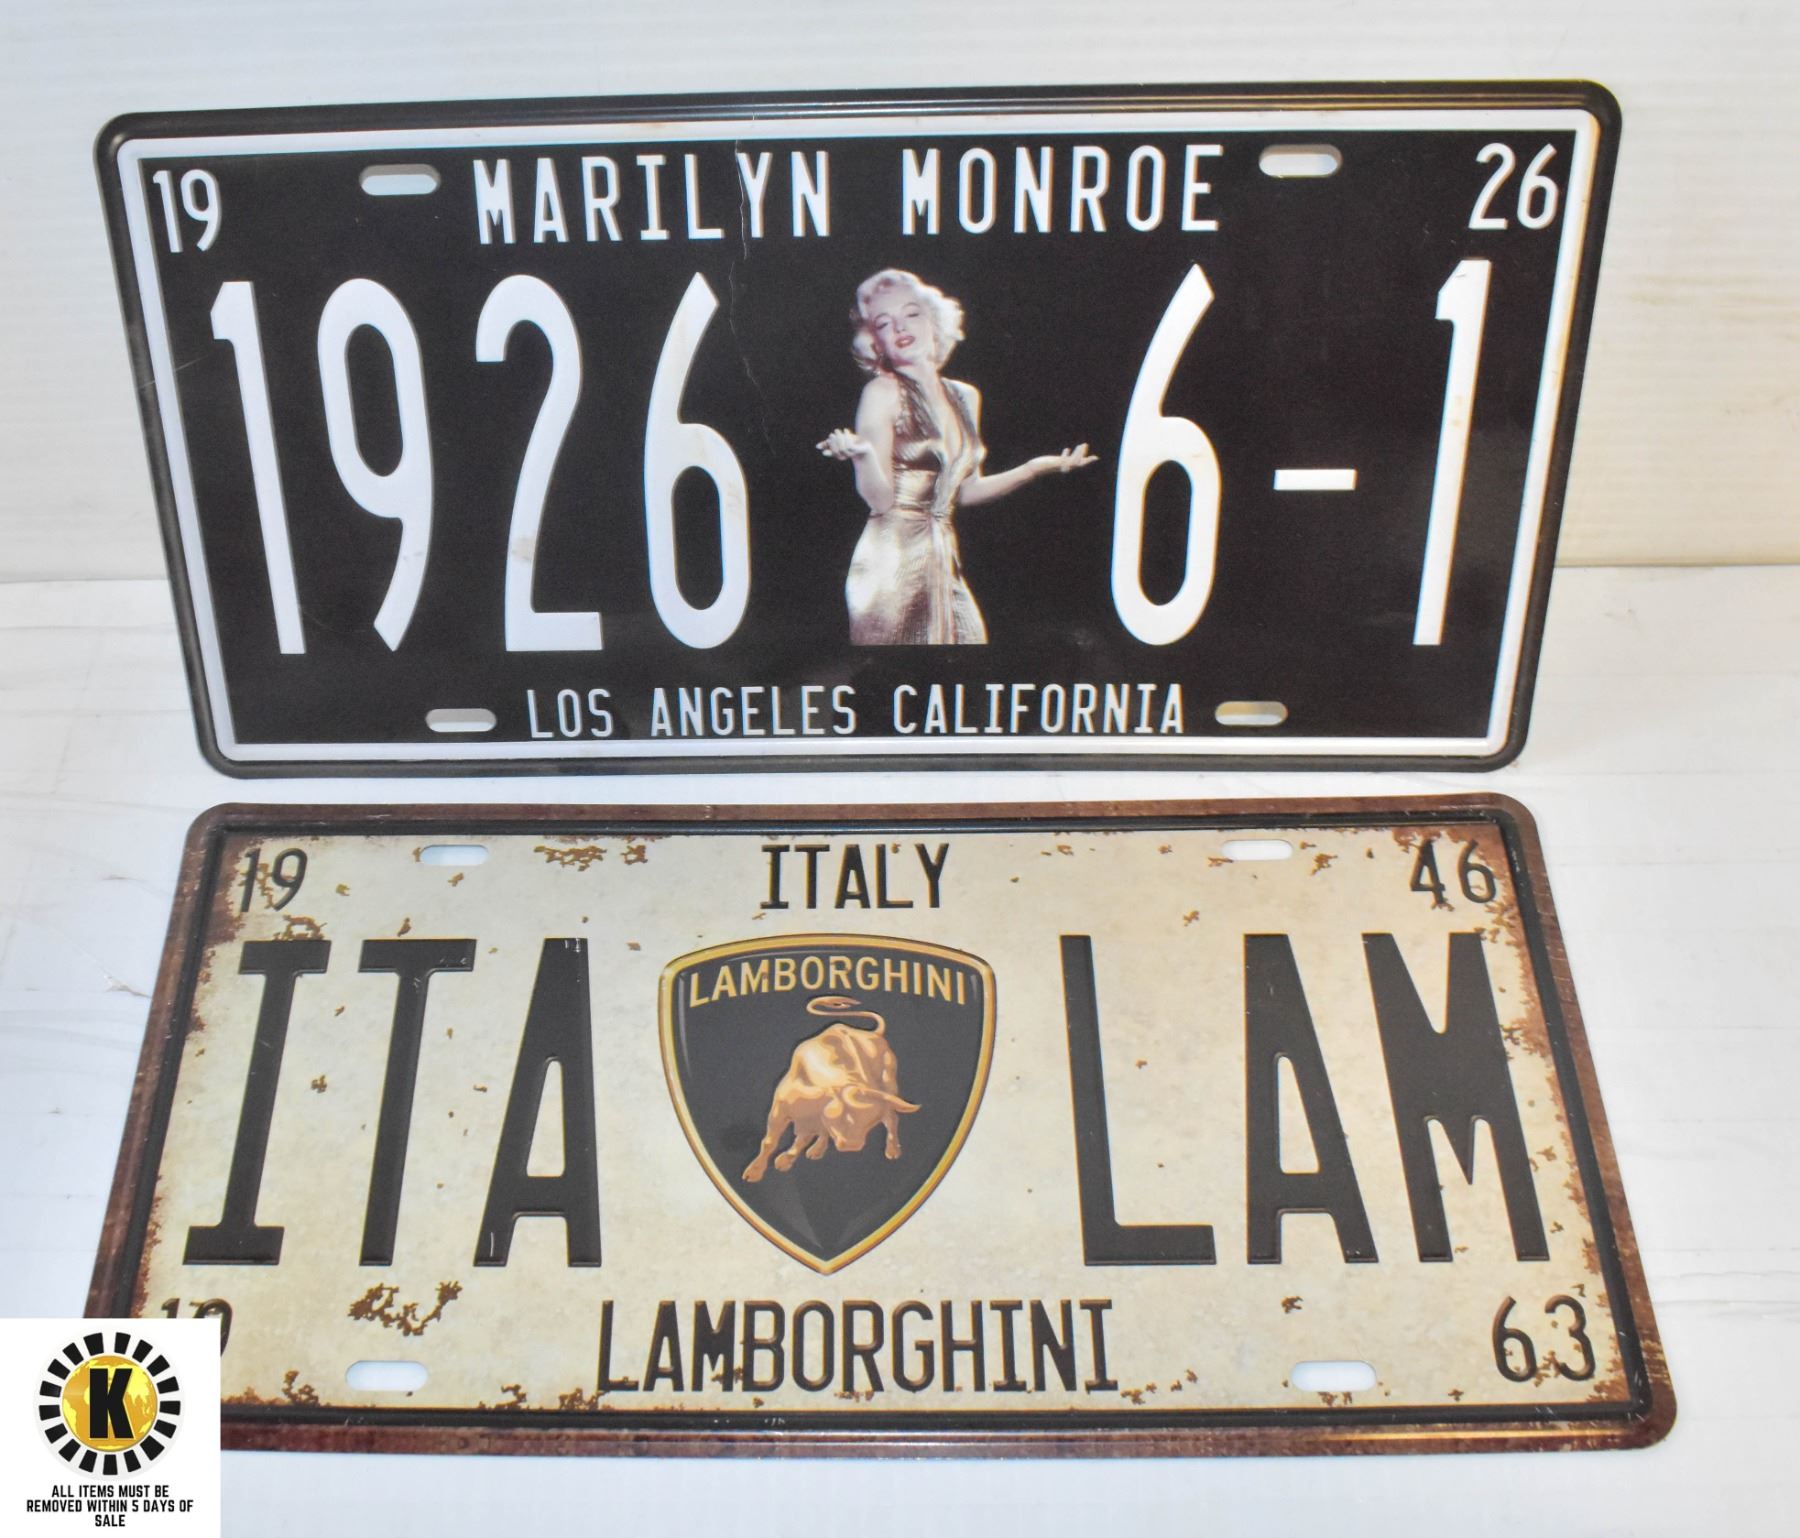 19 MARILYN MONROE 26
1926 6-1
LOS ANGELES CALIFORNIA
19 ITALY 46
ITA LAMBORGHINI LAM
19 LAMBORGHINI 63
K
ALL ITEMS MUST BE
REMOVED WITHIN 5 DAYS OF
SALE